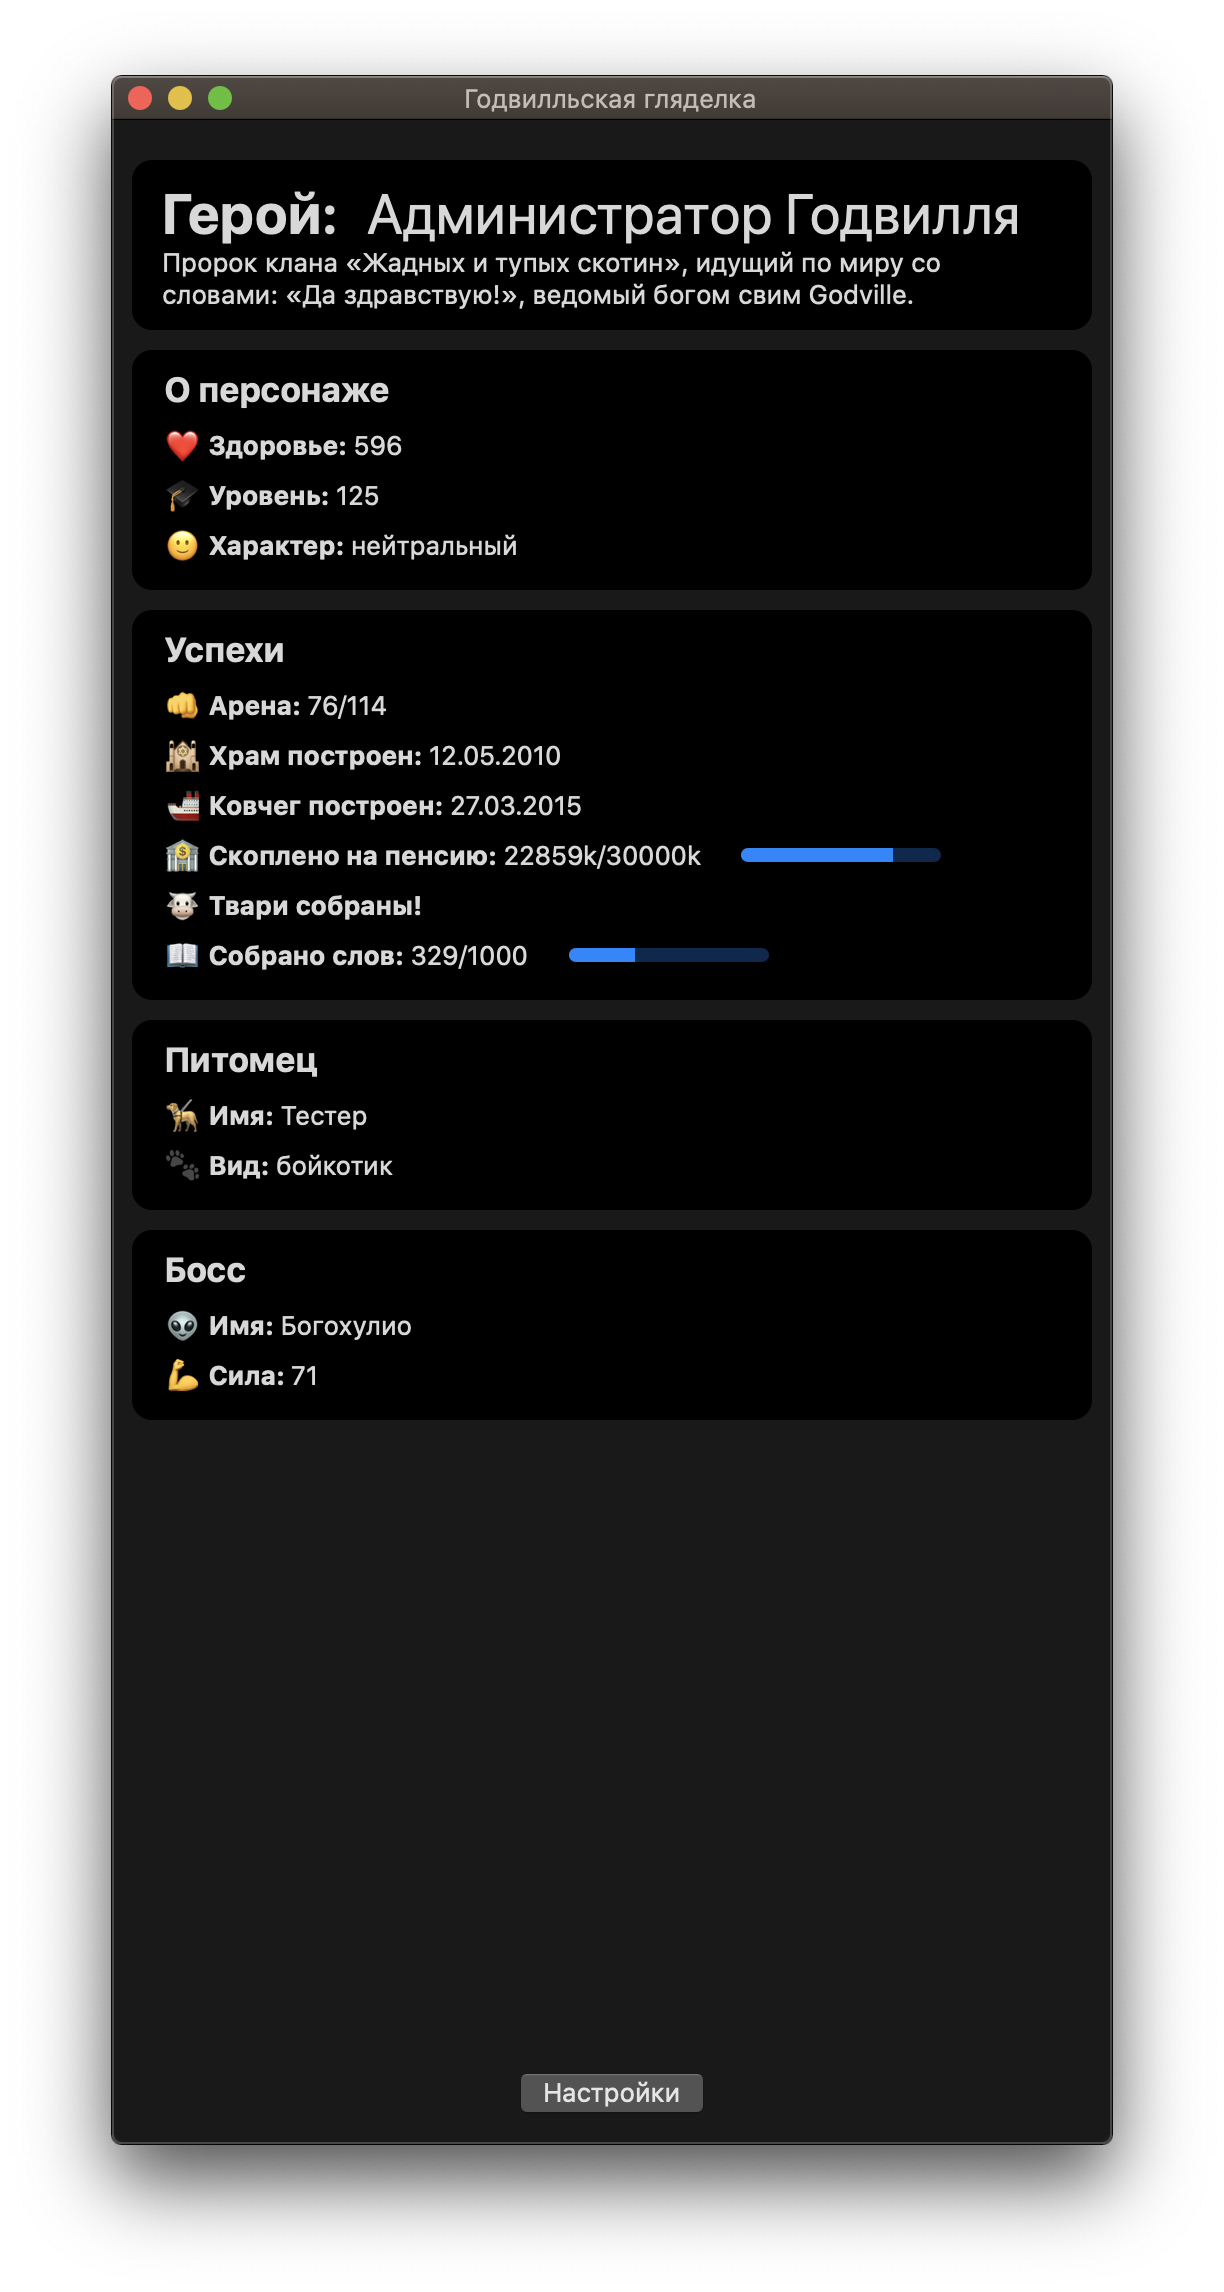 Годвилльская гляделка
Герой: Администратор Годвилля
Пророк клана «Жадных и тупых скотин», идущий по миру со
словами: «Да здравствую!», ведомый богом свим Godville.
О персонаже
Здоровье: 596
Уровень: 125
Характер: нейтральный
Успехи
Арена: 76/114
Храм построен: 12.05.2010
Ковчег построен: 27.03.2015
Скоплено на пенсию: 22859k/30000k
Твари собраны!
Собрано слов: 329/1000
Питомец
Имя: Тестер
Вид: бойкотик
Босс
Имя: Богохулио
Сила: 71
Настройки